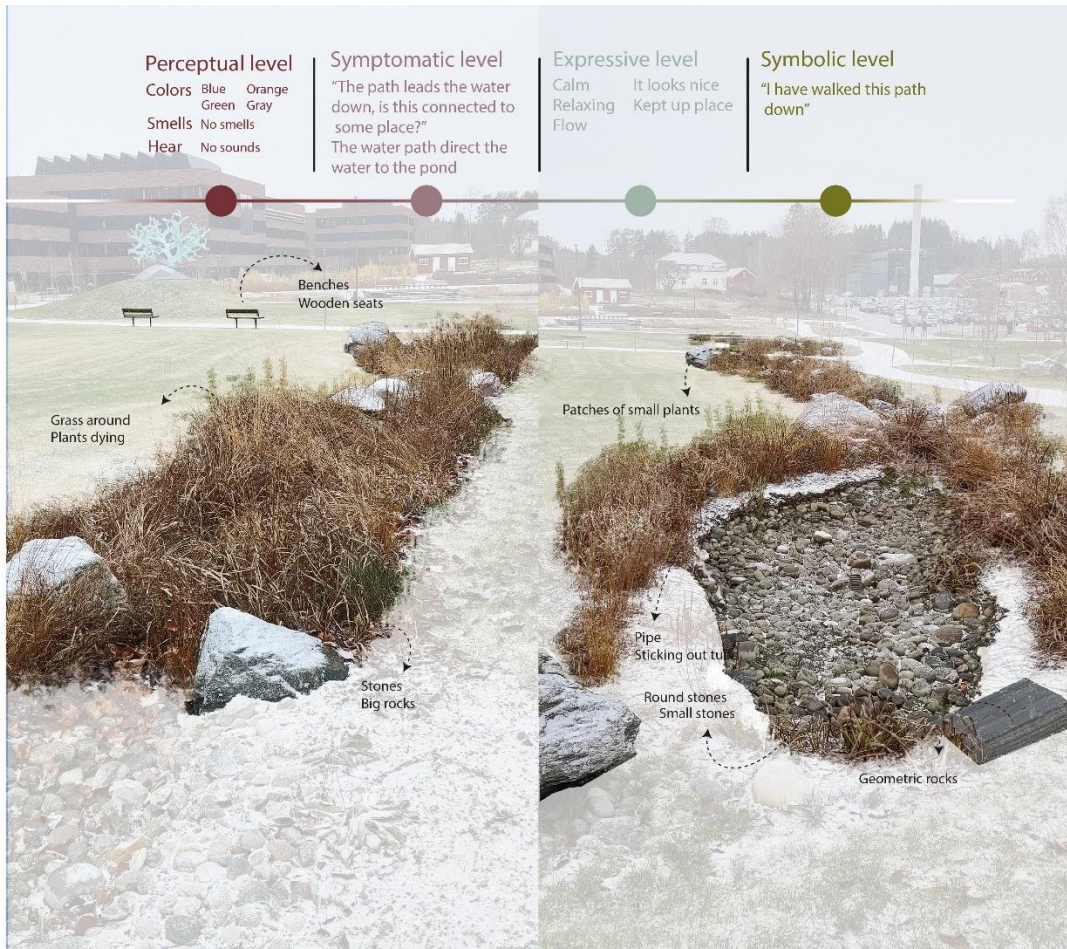 Perceptual level
Colors Blue Orange
Green Gray
Smells No smells
Hear No sounds
Symptomatic level
“The path leads the water
down, is this connected to
some place?”
The water path direct the
water to the pond
Expressive level
Calm It looks nice
Relaxing Kept up place
Flow
Symbolic level
“I have walked this path
down”
Benches
Wooden seats
Grass around
Plants dying
Patches of small plants
Stones
Big rocks
Pipe
Sticking out tube
Round stones
Small stones
Geometric rocks